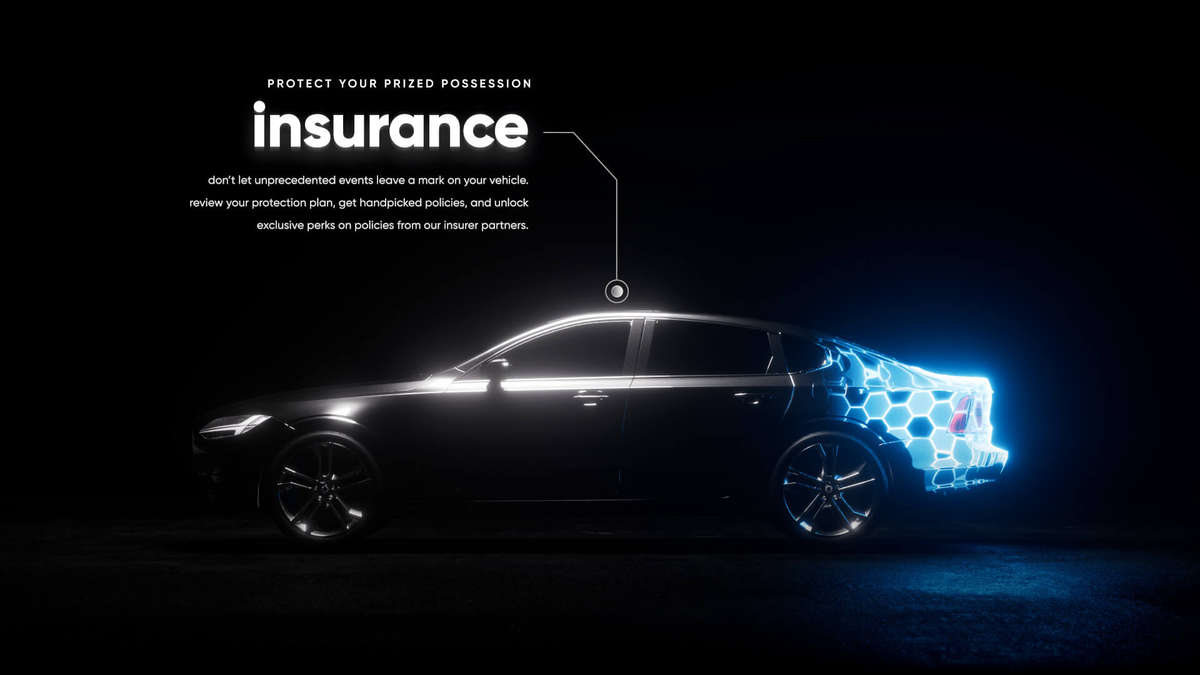 PROTECT YOUR PRIZED POSSESSION
insurance
don't let unprecedented events leave a mark on your vehicle.
review your protection plan, get handpicked policies, and unlock
exclusive perks on policies from our insurer partners.